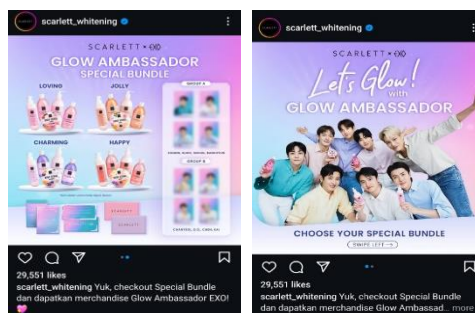 scarlett_whitening
SCARLETT × EXO
GLOW AMBASSADOR
SPECIAL BUNDLE
LOVING
JOLLY
CHARMING
HAPPY
GROUP A
GROUP B
29,551 likes
scarlett_whitening Yuk, checkout Special Bundle
dan dapatkan merchandise Glow Ambassador EXO!
scarlett_whitening
SCARLETT × EXO
Let's Glow!
with
GLOW AMBASSADOR
CHOOSE YOUR SPECIAL BUNDLE
SWIPE LEFT
29,551 likes
scarlett_whitening Yuk, checkout Special Bundle
dan dapatkan merchandise Glow Ambassad... more